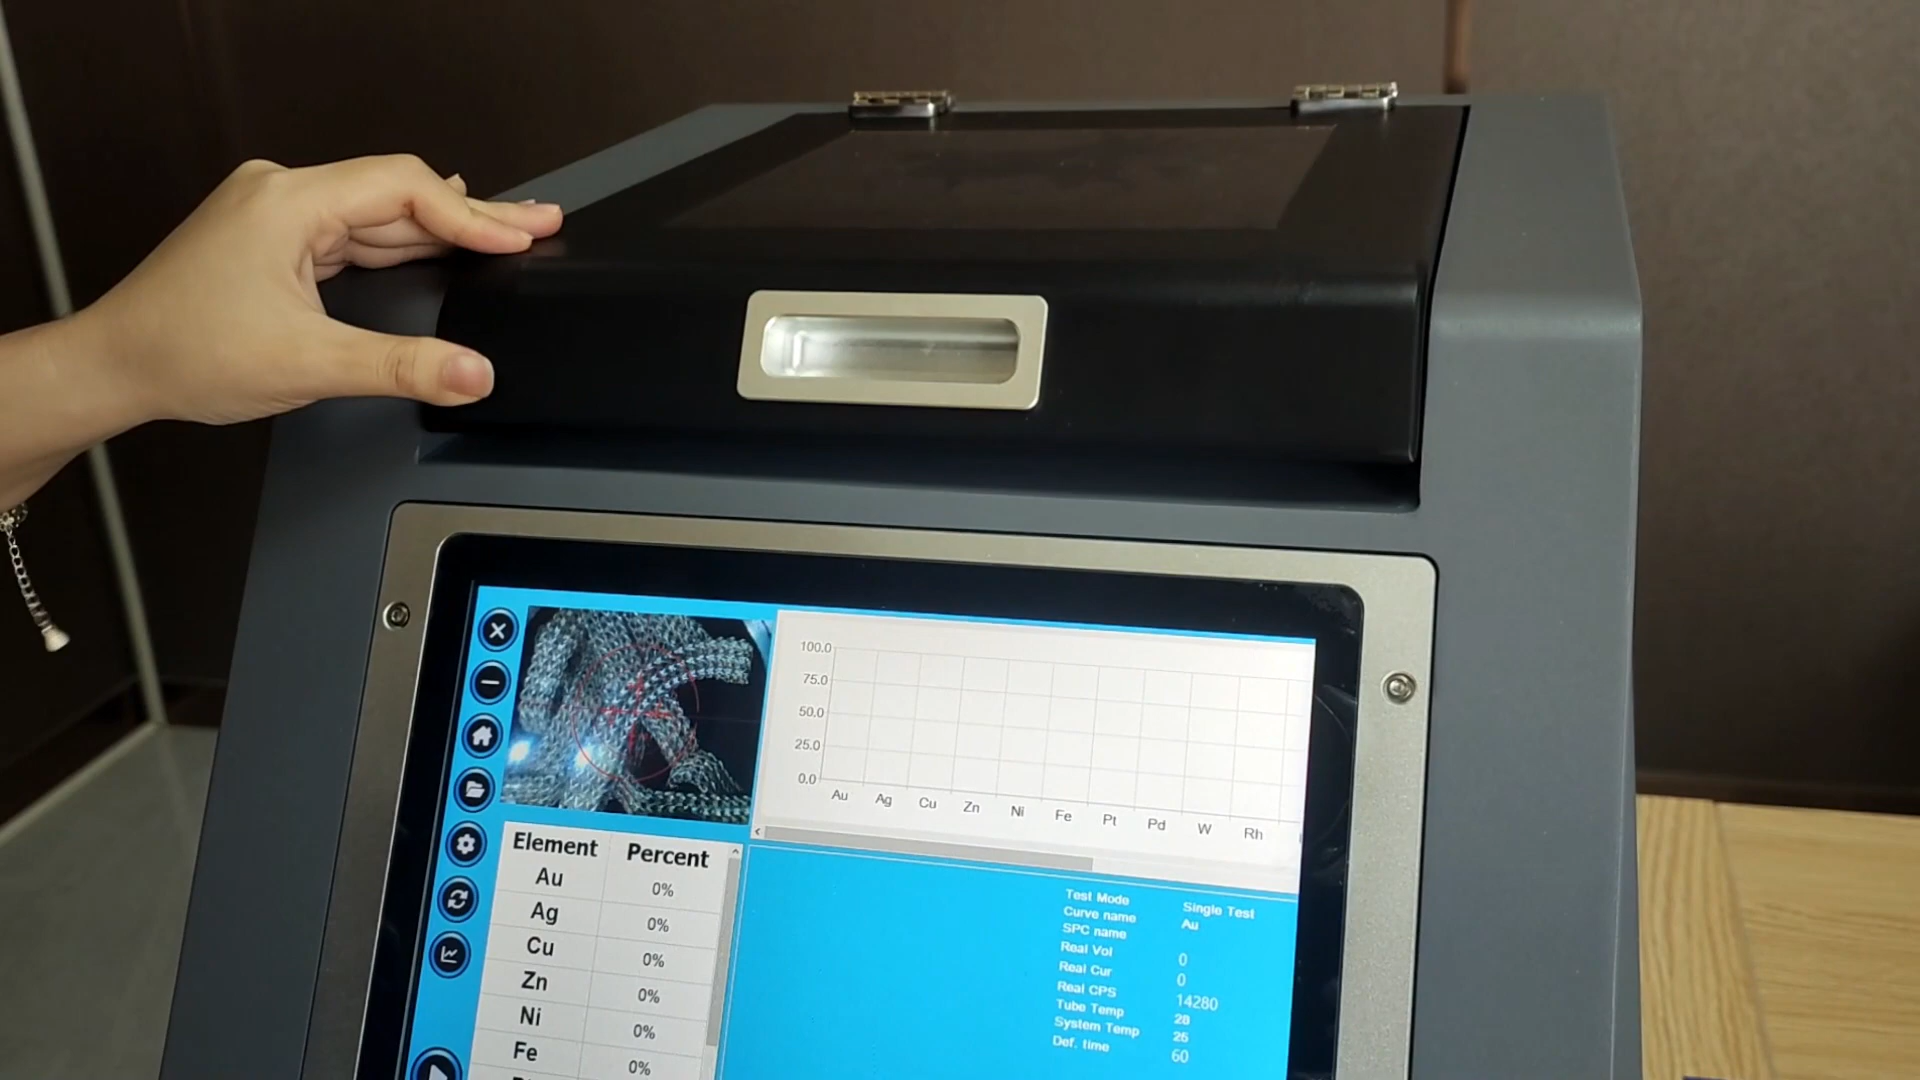 100.0
75.0
50.0
25.0
0.0
Au Ag Cu Zn Ni Fe Pt Pd W Rh
Element Percent
Au 0%
Ag 0%
Cu 0%
Zn 0%
Ni 0%
Fe 0%
Test Mode Single Test
Curve name Au
SPC name
Real Vol 0
Real Cur 0
Real CPS 14280
Tube Temp 28
System Temp 26
Def. time 60